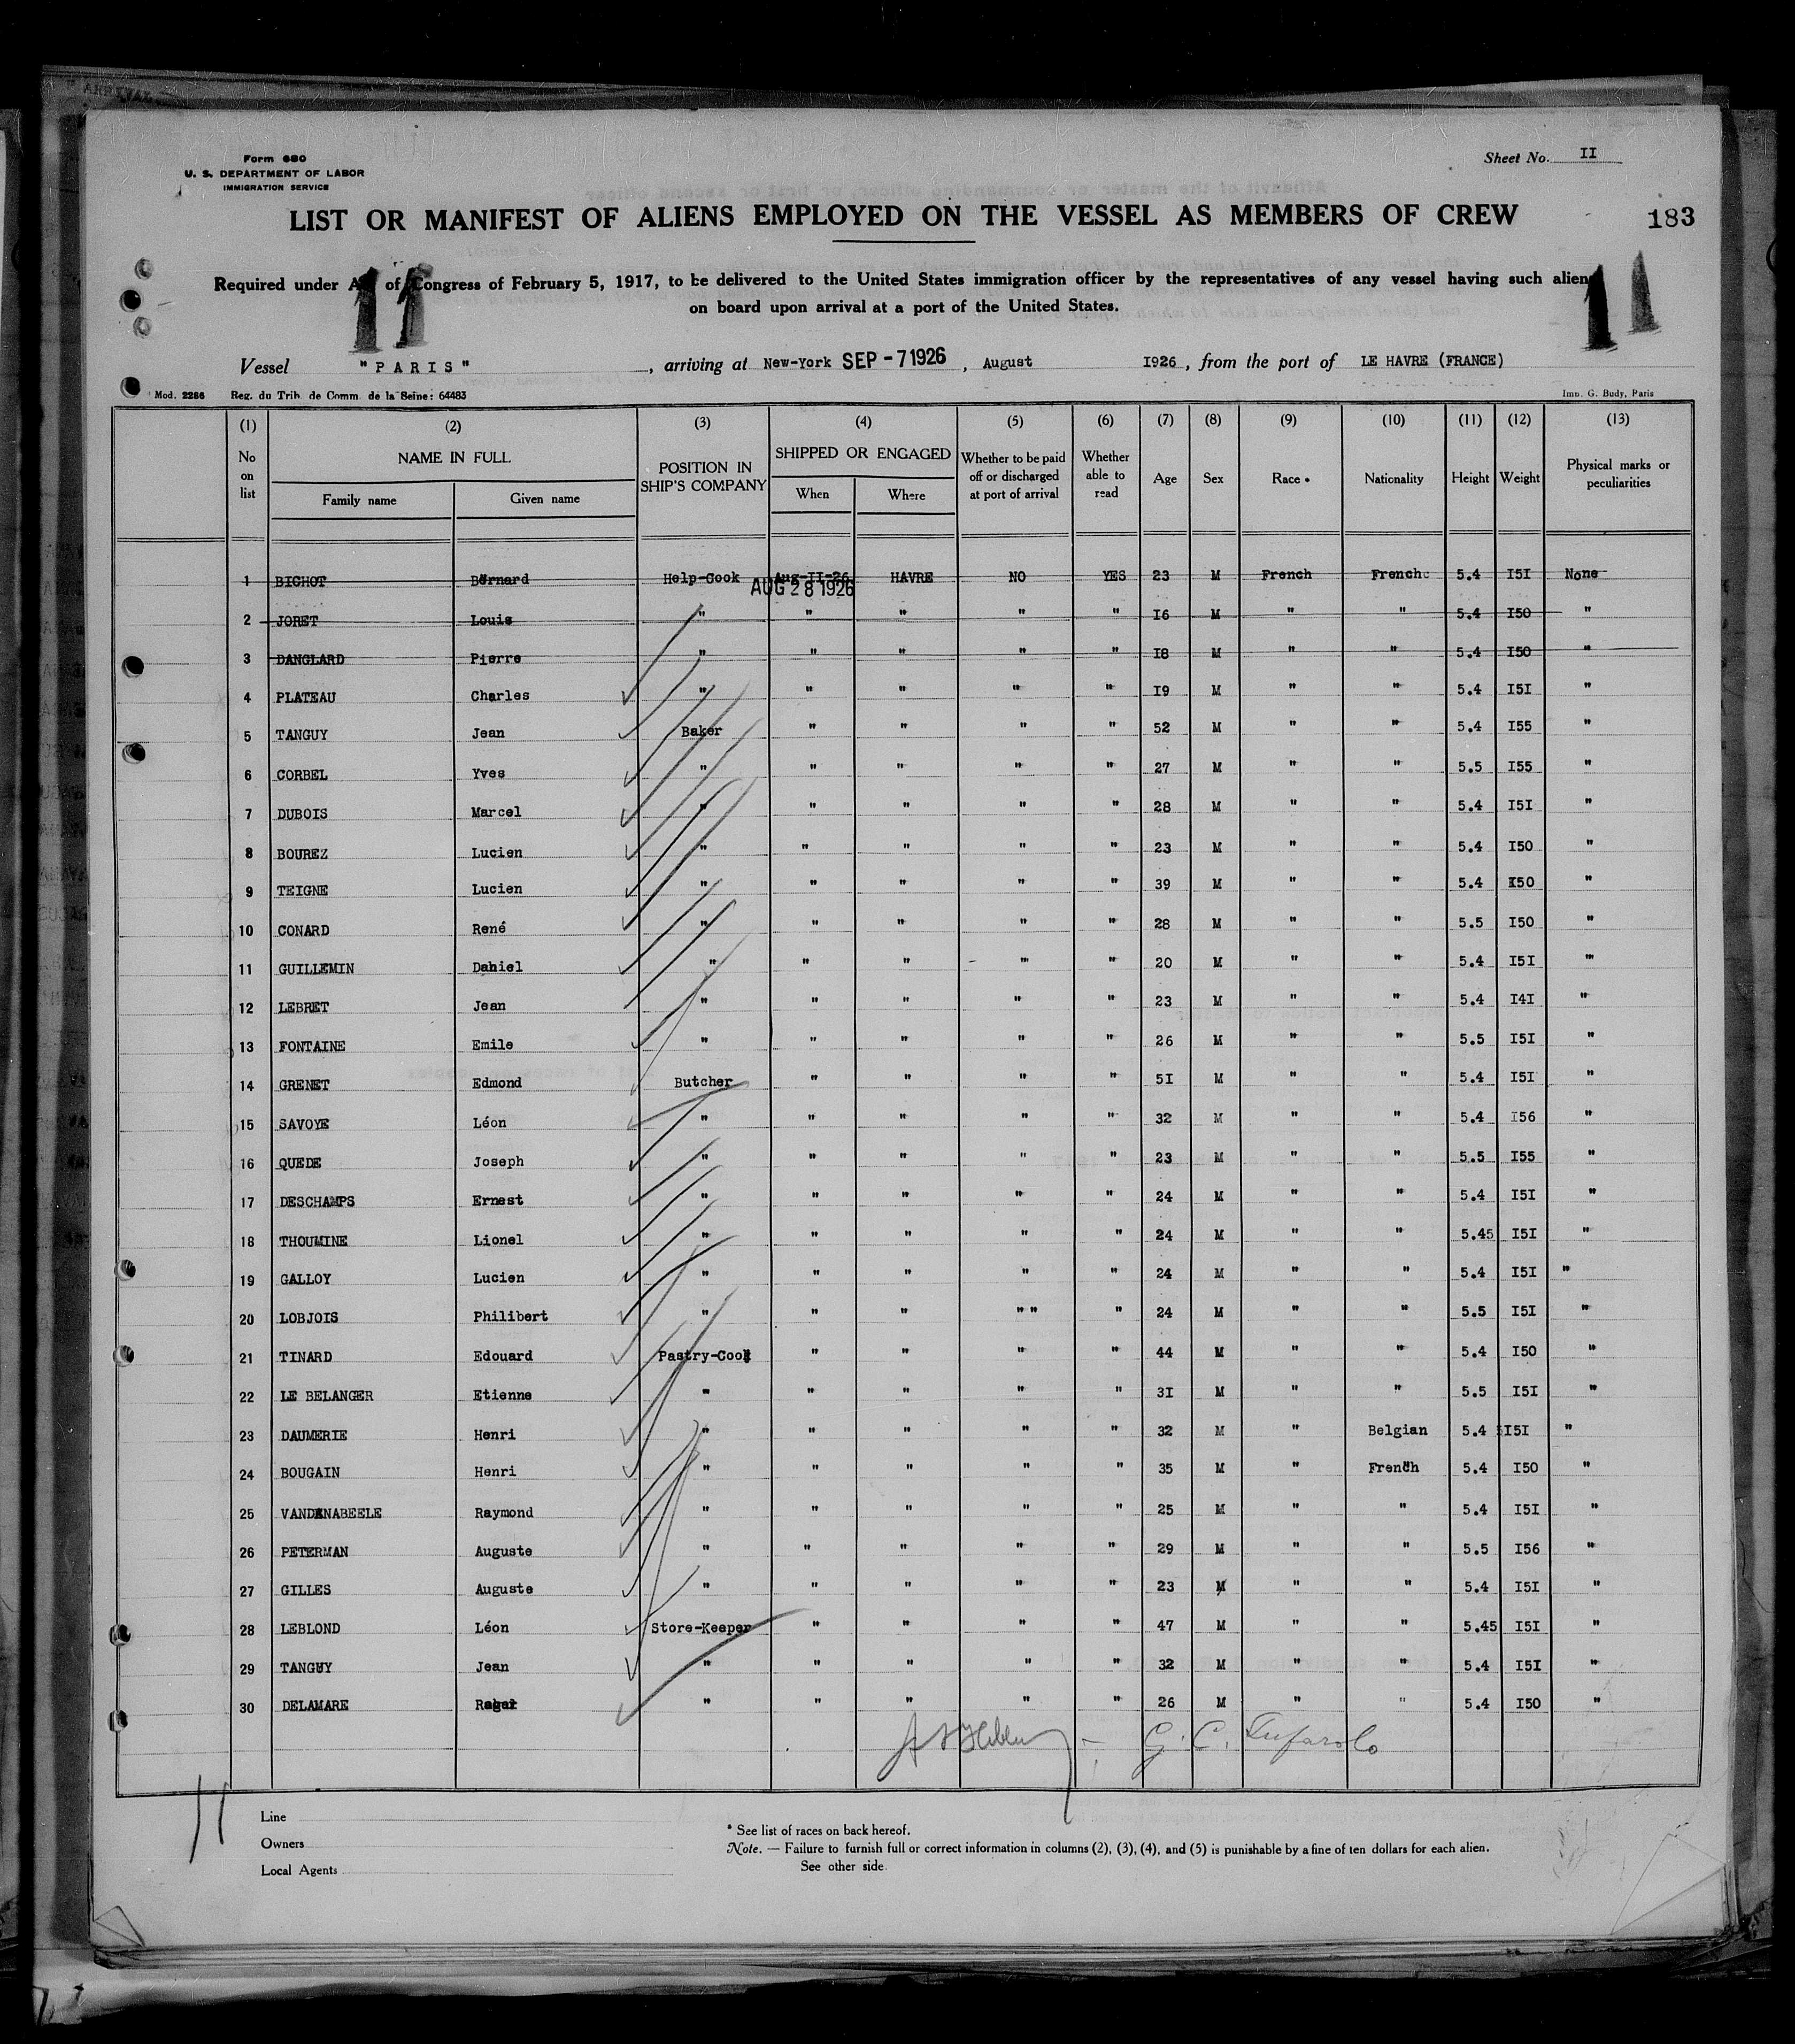 Form 680
U. S. DEPARTMENT OF LABOR
IMMIGRATION SERVICE
Sheet No. II
LIST OR MANIFEST OF ALIENS EMPLOYED ON THE VESSEL AS MEMBERS OF CREW
183
Required under Act of Congress of February 5, 1917, to be delivered to the United States immigration officer by the representatives of any vessel having such aliens
on board upon arrival at a port of the United States.
11 11
Vessel "PARIS", arriving at New-York SEP -7 1926, August I926, from the port of LE HAVRE (FRANCE)
Mod. 2286 Reg. du Trib. de Comm. de la Seine: 64483 Imp. G. Budy, Paris
(1) (2) (3) (4) (5) (6) (7) (8) (9) (10) (11) (12) (13)
No on list NAME IN FULL Family name Given name POSITION IN SHIP'S COMPANY SHIPPED OR ENGAGED When Where Whether to be paid off or discharged at port of arrival Whether able to read Age Sex Race * Nationality Height Weight Physical marks or peculiarities
1 BICHOT Bernard Help-Cook Aug-II-26 HAVRE NO YES 23 M French French 5.4 I5I None
AUG 28 1926
2 JORET Louis " " " " " I6 M " " 5.4 I50 "
3 DANGLARD Pierre " " " " " I8 M " " 5.4 I50 "
4 PLATEAU Charles " " " " " I9 M " " 5.4 I5I "
5 TANGUY Jean Baker " " " " 52 M " " 5.4 I55 "
6 CORBEL Yves " " " " " 27 M " " 5.5 I55 "
7 DUBOIS Marcel " " " " " 28 M " " 5.4 I5I "
8 BOUREZ Lucien " " " " " 23 M " " 5.4 I50 "
9 TEIGNE Lucien " " " " " 39 M " " 5.4 I50 "
10 CONARD René " " " " " 28 M " " 5.5 I50 "
11 GUILLEMIN Daniel " " " " " 20 M " " 5.4 I5I "
12 LEBRET Jean " " " " " 23 M " " 5.4 I4I "
13 FONTAINE Emile " " " " " 26 M " " 5.5 I5I "
14 GRENET Edmond Butcher " " " " 5I M " " 5.4 I5I "
15 SAVOYE Léon " " " " " 32 M " " 5.4 I56 "
16 QUEDE Joseph " " " " " 23 M " " 5.5 I55 "
17 DESCHAMPS Ernest " " " " " 24 M " " 5.4 I5I "
18 THOUMINE Lionel " " " " " 24 M " " 5.45 I5I "
19 GALLOY Lucien " " " " " 24 M " " 5.4 I5I "
20 LOBJOIS Philibert " " " " " " 24 M " " 5.5 I5I "
21 TINARD Edouard Pastry-Cook " " " " 44 M " " 5.4 I50 "
22 LE BELANGER Etienne " " " " " 3I M " " 5.5 I5I "
23 DAUMERIE Henri " " " " " 32 M " Belgian 5.4 I5I "
24 BOUGAIN Henri " " " " " 35 M " French 5.4 I50 "
25 VANDENABEELE Raymond " " " " " 25 M " " 5.4 I5I "
26 PETERMAN Auguste " " " " " 29 M " " 5.5 I56 "
27 GILLES Auguste " " " " " 23 M " " 5.4 I5I "
28 LEBLOND Léon Store-Keeper " " " " 47 M " " 5.45 I5I "
29 TANGUY Jean " " " " " 32 M " " 5.4 I5I "
30 DELAMARE " " " " " 26 M " " 5.4 I50 "
G. C. Tufarolo
11
Line
Owners
Local Agents
* See list of races on back hereof.
Note. — Failure to furnish full or correct information in columns (2), (3), (4), and (5) is punishable by a fine of ten dollars for each alien.
See other side